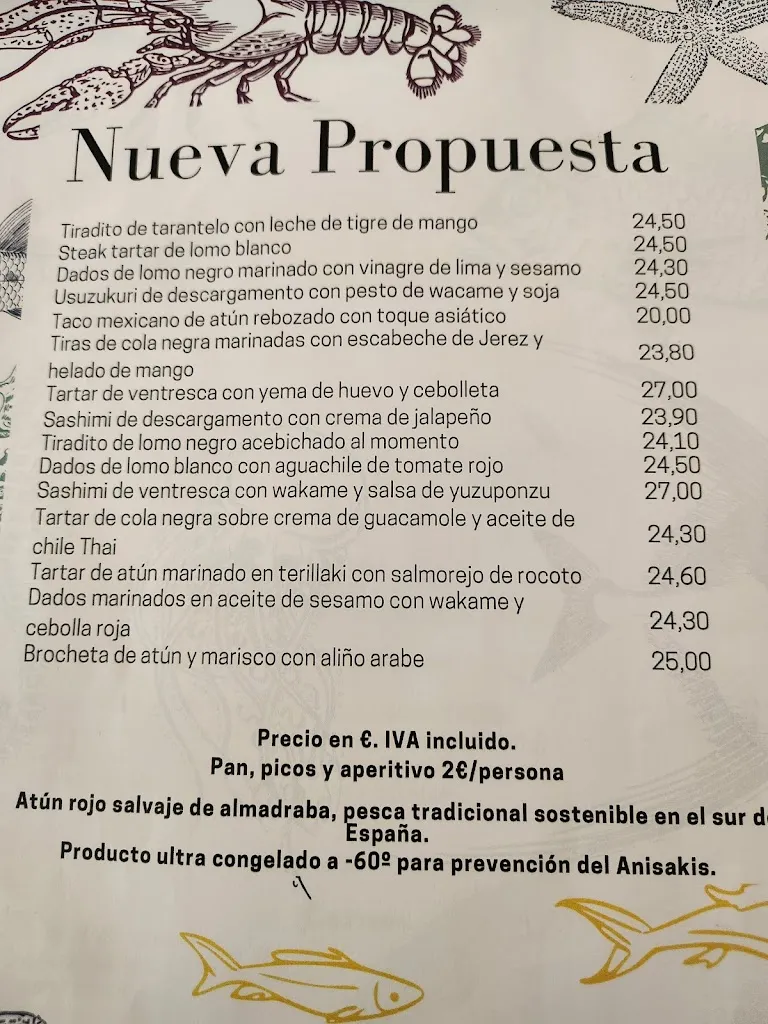 Nueva Propuesta
Tiradito de tarantelo con leche de tigre de mango 24,50
Steak tartar de lomo blanco 24,50
Dados de lomo negro marinado con vinagre de lima y sesamo 24,30
Usuzukuri de descargamento con pesto de wacame y soja 24,50
Taco mexicano de atún rebozado con toque asiático 20,00
Tiras de cola negra marinadas con escabeche de Jerez y
helado de mango 23,80
Tartar de ventresca con yema de huevo y cebolleta 27,00
Sashimi de descargamento con crema de jalapeño 23,90
Tiradito de lomo negro acebichado al momento 24,10
Dados de lomo blanco con aguachile de tomate rojo 24,50
Sashimi de ventresca con wakame y salsa de yuzuponzu 27,00
Tartar de cola negra sobre crema de guacamole y aceite de
chile Thai 24,30
Tartar de atún marinado en terillaki con salmorejo de rocoto 24,60
Dados marinados en aceite de sesamo con wakame y
cebolla roja 24,30
Brocheta de atún y marisco con aliño arabe 25,00
Precio en €. IVA incluido.
Pan, picos y aperitivo 2€/persona
Atún rojo salvaje de almadraba, pesca tradicional sostenible en el sur d
España.
Producto ultra congelado a -60º para prevención del Anisakis.